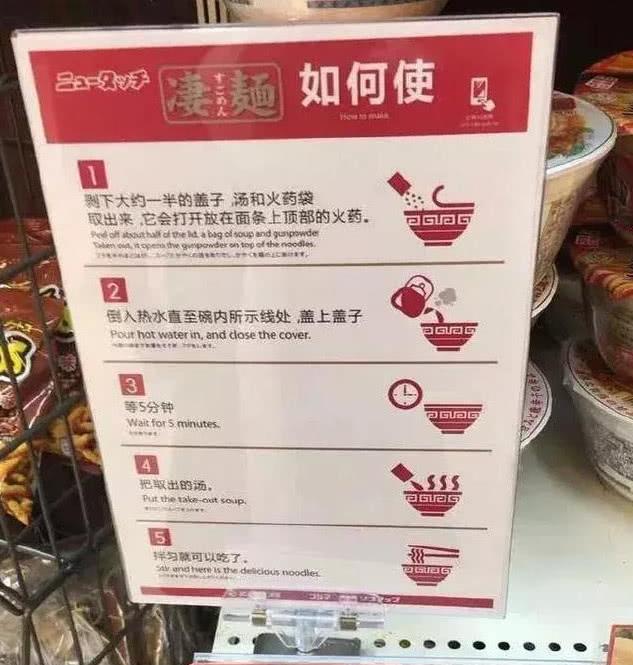 ニュータッチ
凄麺
すごめん
如何使
How to make
1
剥下大约一半的盖子,汤和火药袋
取出来,它会打开放在面条上顶部的火药。
Peel off about half of the lid, a bag of soup and gunpowder
Taken out, it opens the gunpowder on top of the noodles.
2
倒入热水直至碗内所示线处,盖上盖子
Pour hot water in, and close the cover.
3
等5分钟
Wait for 5 minutes.
4
把取出的汤。
Put the take-out soup.
5
拌匀就可以吃了。
Stir and here is the delicious noodles.